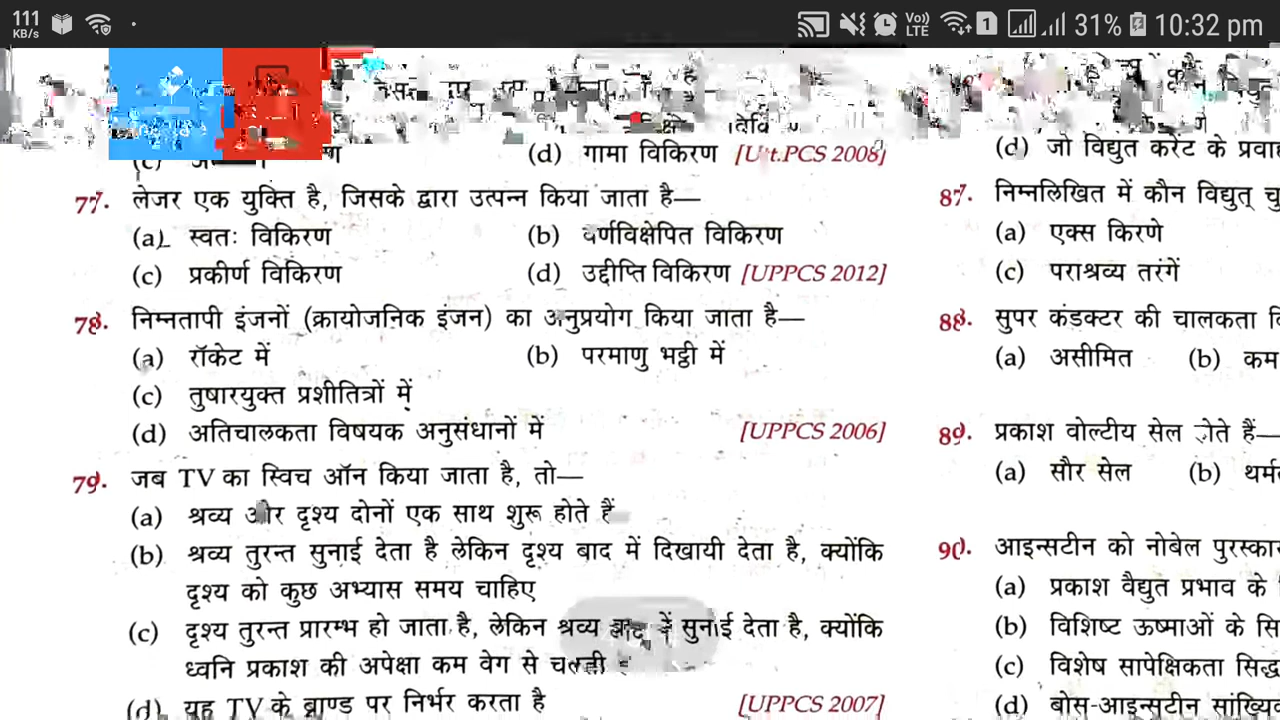 111 KB/s
Vo) LTE 1 31% 10:32 pm
(d) गामा विकिरण [Utt.PCS 2008]
77. लेजर एक युक्ति है, जिसके द्वारा उत्पन्न किया जाता है—
(a) स्वतः विकिरण (b) वर्णविक्षेपित विकिरण
(c) प्रकीर्ण विकिरण (d) उद्दीप्ति विकिरण [UPPCS 2012]
78. निम्नतापी इंजनों (क्रायोजनिक इंजन) का अनुप्रयोग किया जाता है—
(a) रॉकेट में (b) परमाणु भट्ठी में
(c) तुषारयुक्त प्रशीतित्रों में
(d) अतिचालकता विषयक अनुसंधानों में [UPPCS 2006]
79. जब TV का स्विच ऑन किया जाता है, तो—
(a) श्रव्य और दृश्य दोनों एक साथ शुरू होते हैं
(b) श्रव्य तुरन्त सुनाई देता है लेकिन दृश्य बाद में दिखायी देता है, क्योंकि
दृश्य को कुछ अभ्यास समय चाहिए
(c) दृश्य तुरन्त प्रारम्भ हो जाता है, लेकिन श्रव्य बाद में सुनाई देता है, क्योंकि
ध्वनि प्रकाश की अपेक्षा कम वेग से चलती
(d) यह TV के ब्राण्ड पर निर्भर करता है [UPPCS 2007]
(d) जो विद्युत करेंट के
87. निम्नलिखित में कौन विद्युत्
(a) एक्स किरणे
(c) पराश्रव्य तरंगें
88. सुपर कंडक्टर की चालकता
(a) असीमित (b) कम
89. प्रकाश वोल्टीय सेल होते हैं—
(a) सौर सेल (b)
90. आइन्सटीन को नोबेल
(a) प्रकाश वैद्युत प्रभाव के
(b) विशिष्ट ऊष्माओं के
(c) विशेष सापेक्षिकता
(d) बोस-आइन्सटीन